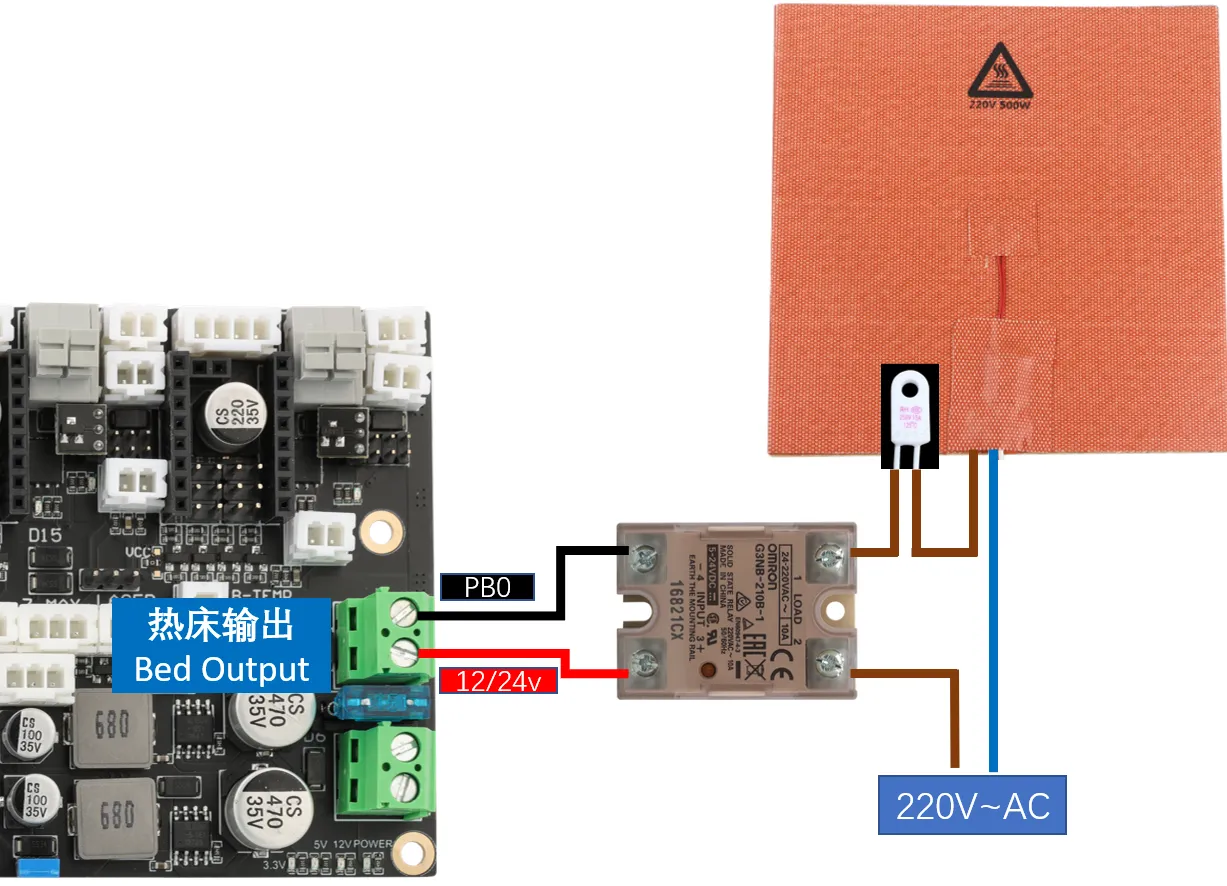 220V 500W
CS
220
35V
D15
VCC
B-TEMP
热床输出
Bed Output
PB0
12/24v
24-220VAC~ 10A
OMRON
G3NB-210B-1
5-24VDC
SOLID STATE RELAY
MADE IN CHINA
EARTH THE MOUNTING RAIL
1 LOAD 2
- 4 INPUT 3 +
16821CX
CS
100
35V
680
470
35V
D6
CS
100
35V
680
CS
470
35V
5V 12V POWER
3.3V
220V~AC